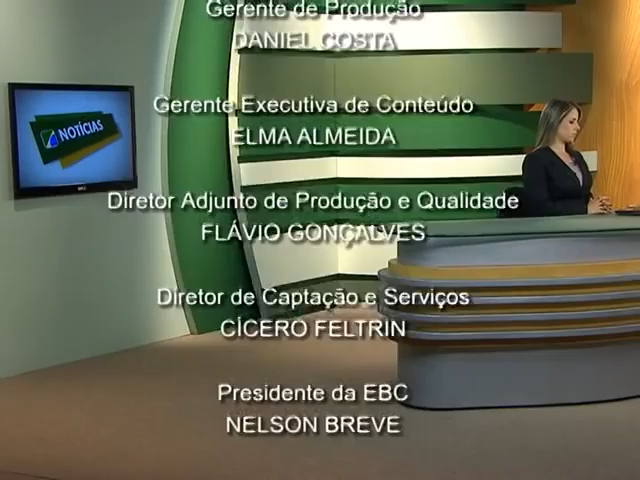 Gerente de Produção
DANIEL COSTA
NOTÍCIAS
Gerente Executiva de Conteúdo
ELMA ALMEIDA
Diretor Adjunto de Produção e Qualidade
FLÁVIO GONÇALVES
Diretor de Captação e Serviços
CÍCERO FELTRIN
Presidente da EBC
NELSON BREVE